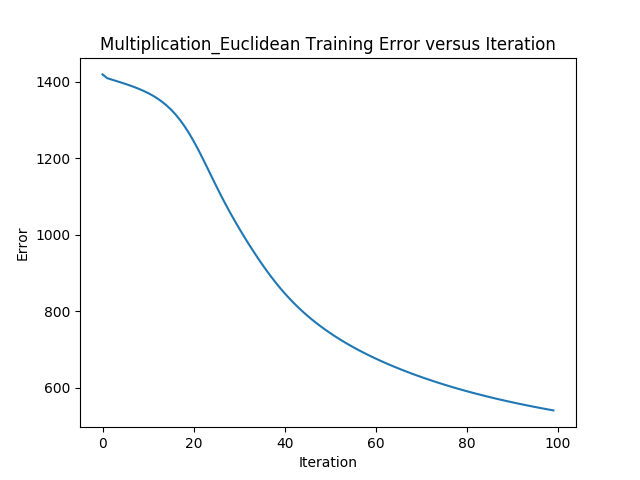 Multiplication_Euclidean Training Error versus Iteration
1400
1200
1000
800
600
Error
0 20 40 60 80 100
Iteration